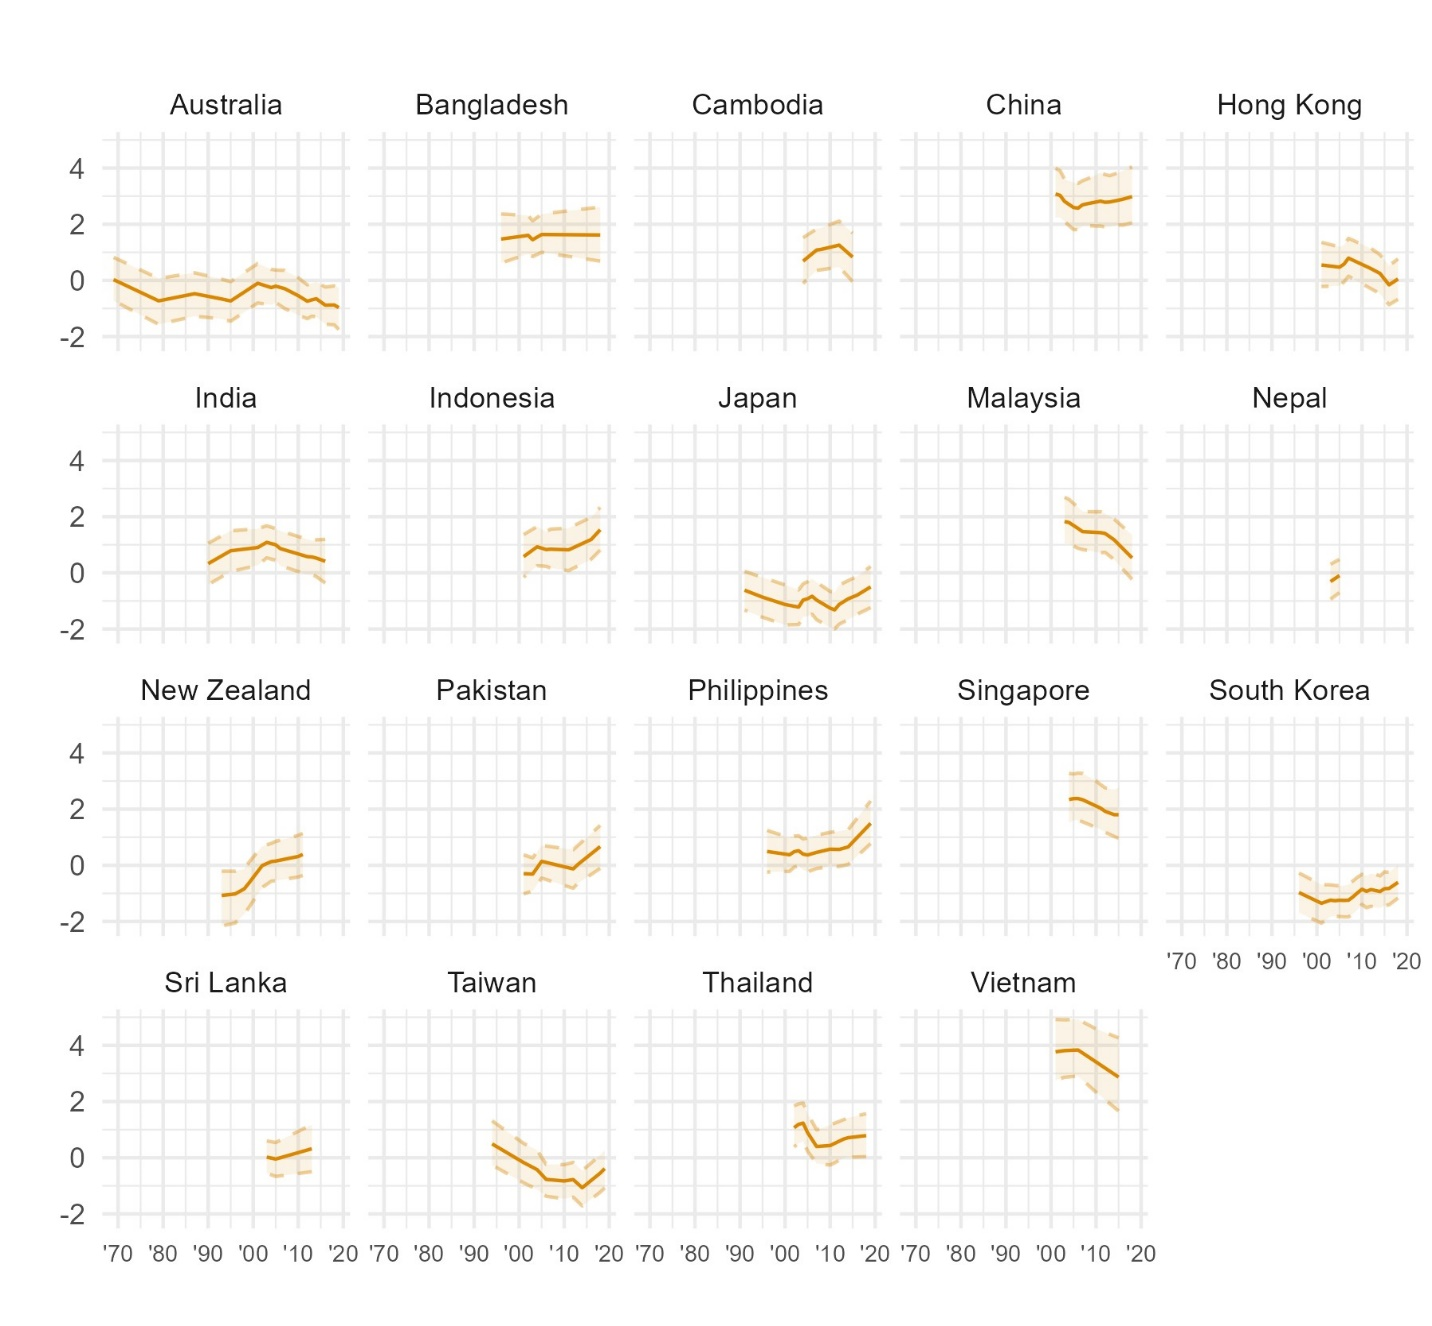 Australia Bangladesh Cambodia China Hong Kong
4
2
0
-2
India Indonesia Japan Malaysia Nepal
4
2
0
-2
New Zealand Pakistan Philippines Singapore South Korea
4
2
0
-2
'70 '80 '90 '00 '10 '20
Sri Lanka Taiwan Thailand Vietnam
4
2
0
-2
'70 '80 '90 '00 '10 '20 '70 '80 '90 '00 '10 '20 '70 '80 '90 '00 '10 '20 '70 '80 '90 '00 '10 '20